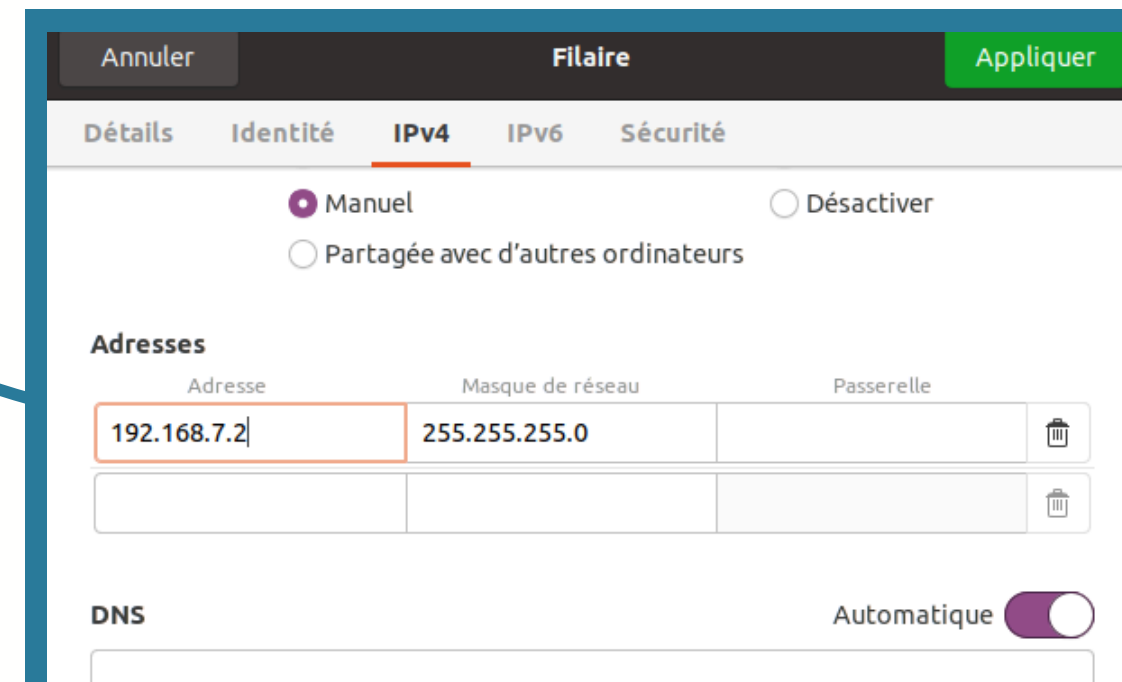 Annuler Filaire Appliquer
Détails Identité IPv4 IPv6 Sécurité
Manuel Désactiver
Partagée avec d'autres ordinateurs
Adresses
Adresse Masque de réseau Passerelle
192.168.7.2 255.255.255.0
DNS Automatique